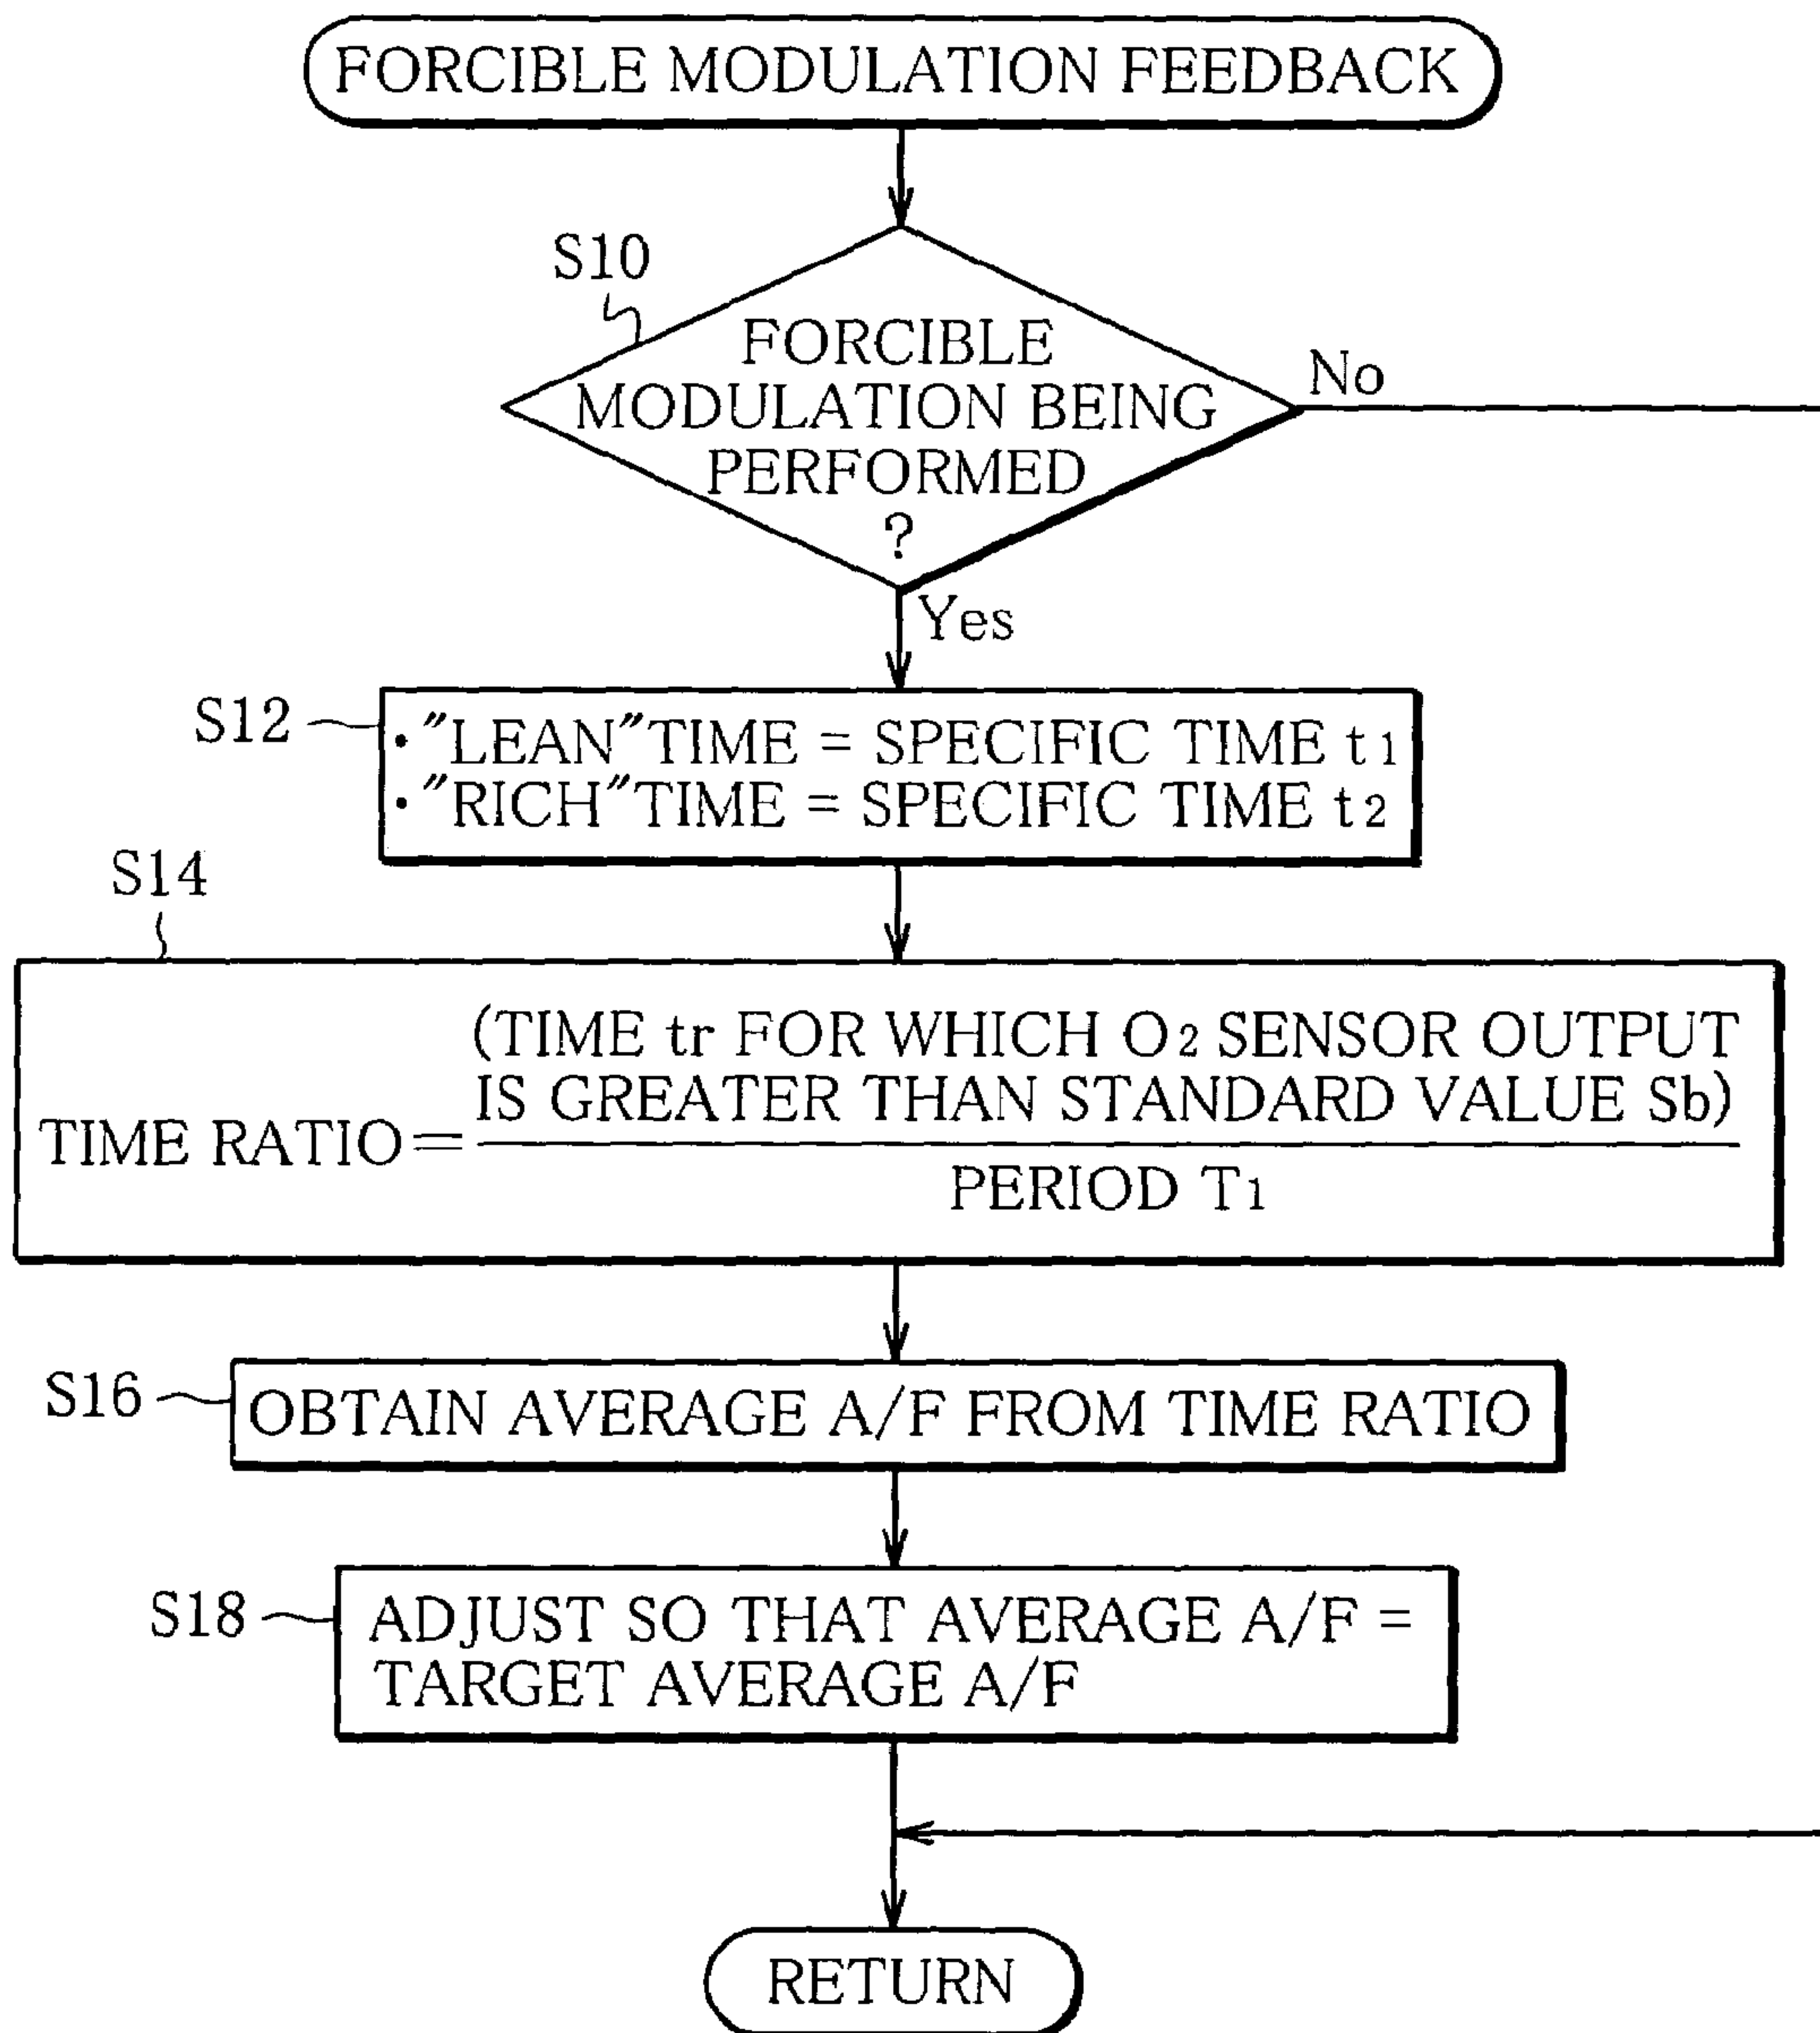 FORCIBLE MODULATION FEEDBACK
S10
FORCIBLE
MODULATION BEING
PERFORMED
?
No
Yes
S12
• "LEAN"TIME = SPECIFIC TIME t1
• "RICH"TIME = SPECIFIC TIME t2
S14
(TIME tr FOR WHICH O2 SENSOR OUTPUT
IS GREATER THAN STANDARD VALUE Sb)
TIME RATIO=
PERIOD T1
S16
OBTAIN AVERAGE A/F FROM TIME RATIO
S18
ADJUST SO THAT AVERAGE A/F =
TARGET AVERAGE A/F
RETURN